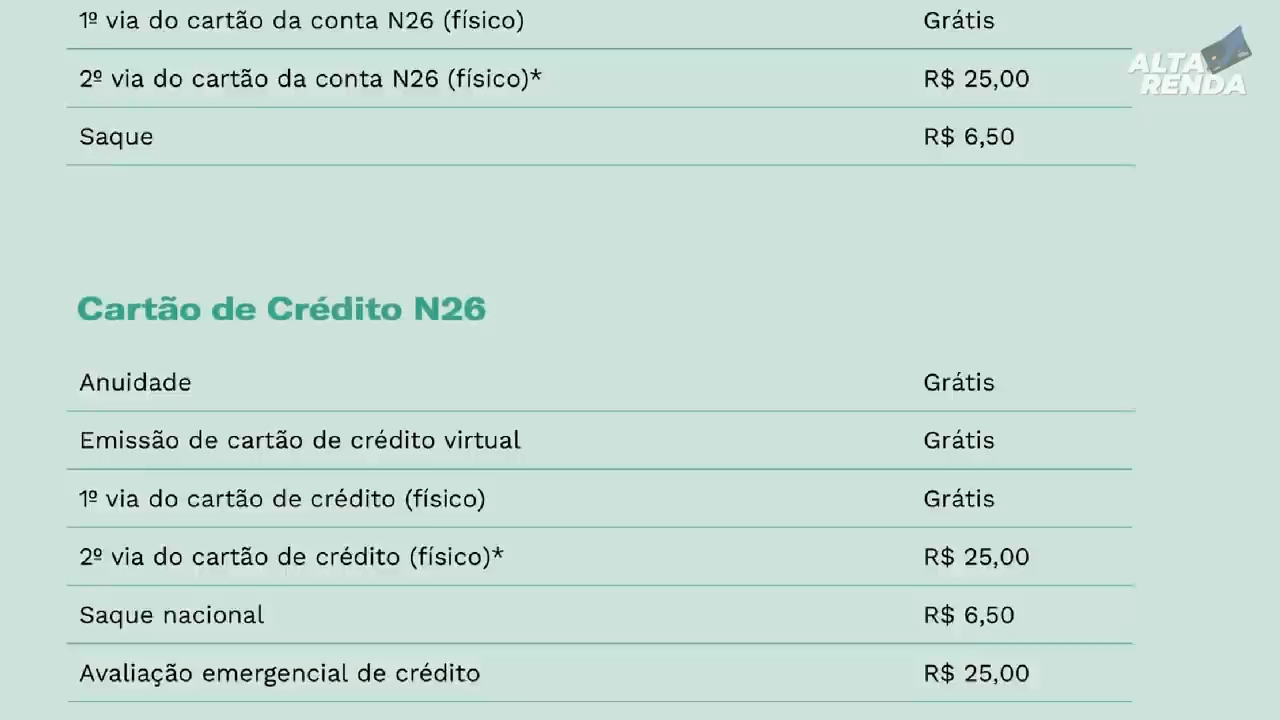 1º via do cartão da conta N26 (físico) Grátis
2º via do cartão da conta N26 (físico)* R$ 25,00
ALTA
RENDA
Saque R$ 6,50
Cartão de Crédito N26
Anuidade Grátis
Emissão de cartão de crédito virtual Grátis
1º via do cartão de crédito (físico) Grátis
2º via do cartão de crédito (físico)* R$ 25,00
Saque nacional R$ 6,50
Avaliação emergencial de crédito R$ 25,00